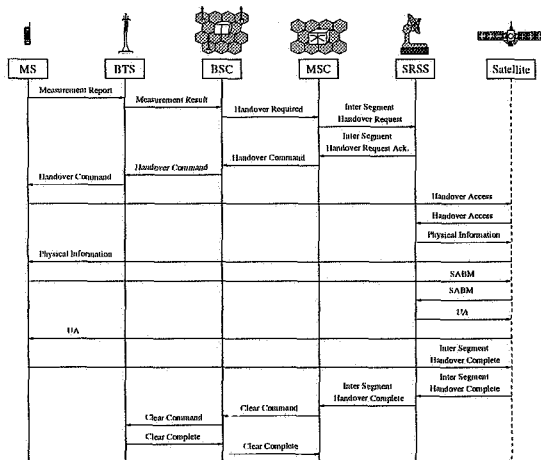 MS BTS BSC MSC SRSS Satellite
Measurement Report
Measurement Result
Handover Required
Inter Segment
Handover Request
Inter Segment
Handover Request Ack.
Handover Command
Handover Command
Handover Command
Handover Access
Handover Access
Physical Information
Physical Information
SABM
SABM
UA
UA
Inter Segment
Handover Complete
Inter Segment
Handover Complete
Inter Segment
Handover Complete
Clear Command
Clear Command
Clear Complete
Clear Complete